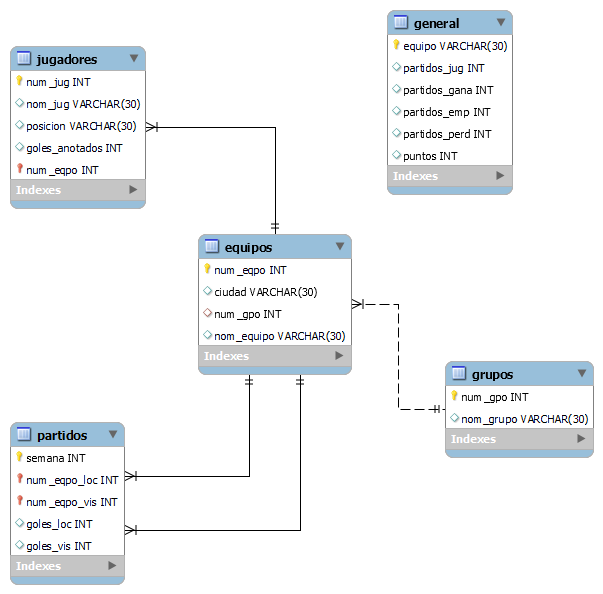 jugadores
num_jug INT
nom_jug VARCHAR(30)
posicion VARCHAR(30)
goles_anotados INT
num_eqpo INT
Indexes
general
equipo VARCHAR(30)
partidos_jug INT
partidos_gana INT
partidos_emp INT
partidos_perd INT
puntos INT
Indexes
equipos
num_eqpo INT
ciudad VARCHAR(30)
num_gpo INT
nom_equipo VARCHAR(30)
Indexes
grupos
num_gpo INT
nom_grupo VARCHAR(30)
Indexes
partidos
semana INT
num_eqpo_loc INT
num_eqpo_vis INT
goles_loc INT
goles_vis INT
Indexes